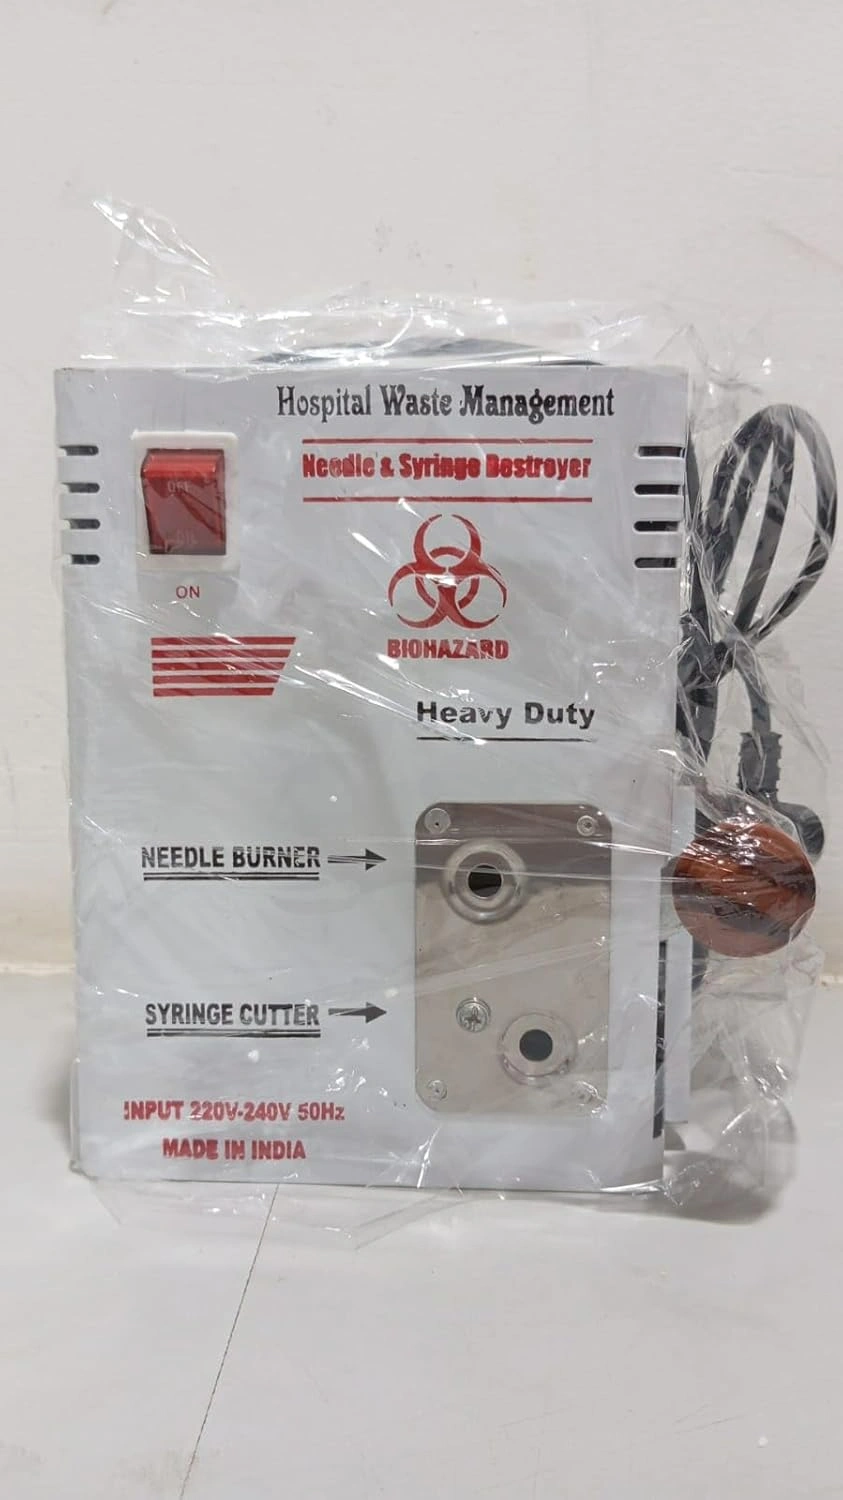 Hospital Waste Management
Needle & Syringe Destroyer
OFF
ON
BIOHAZARD
Heavy Duty
NEEDLE BURNER
SYRINGE CUTTER
INPUT 220V-240V 50Hz
MADE IN INDIA